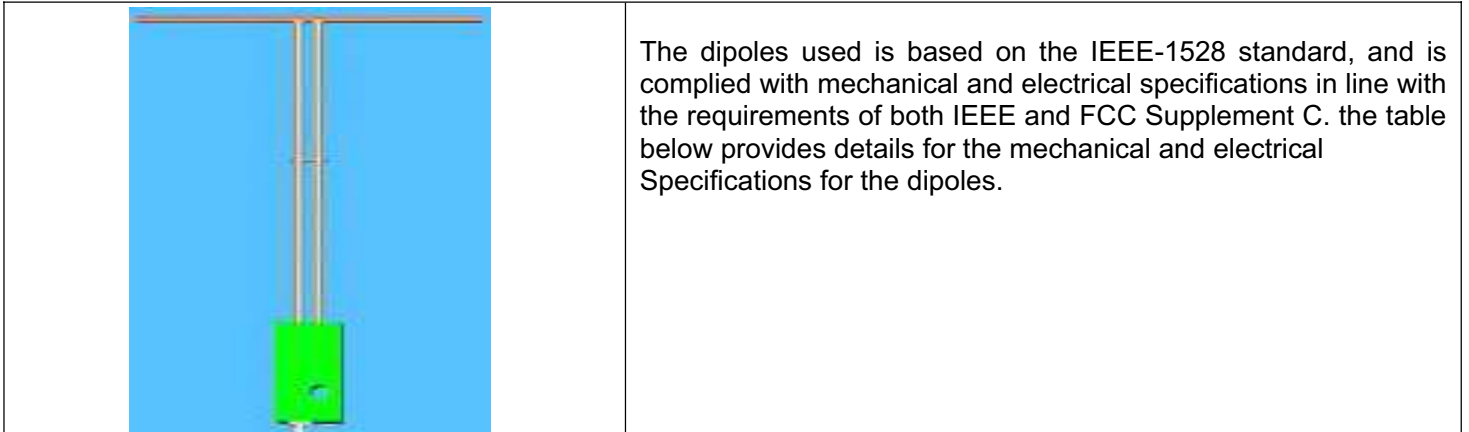 The dipoles used is based on the IEEE-1528 standard, and is
complied with mechanical and electrical specifications in line with
the requirements of both IEEE and FCC Supplement C. the table
below provides details for the mechanical and electrical
Specifications for the dipoles.